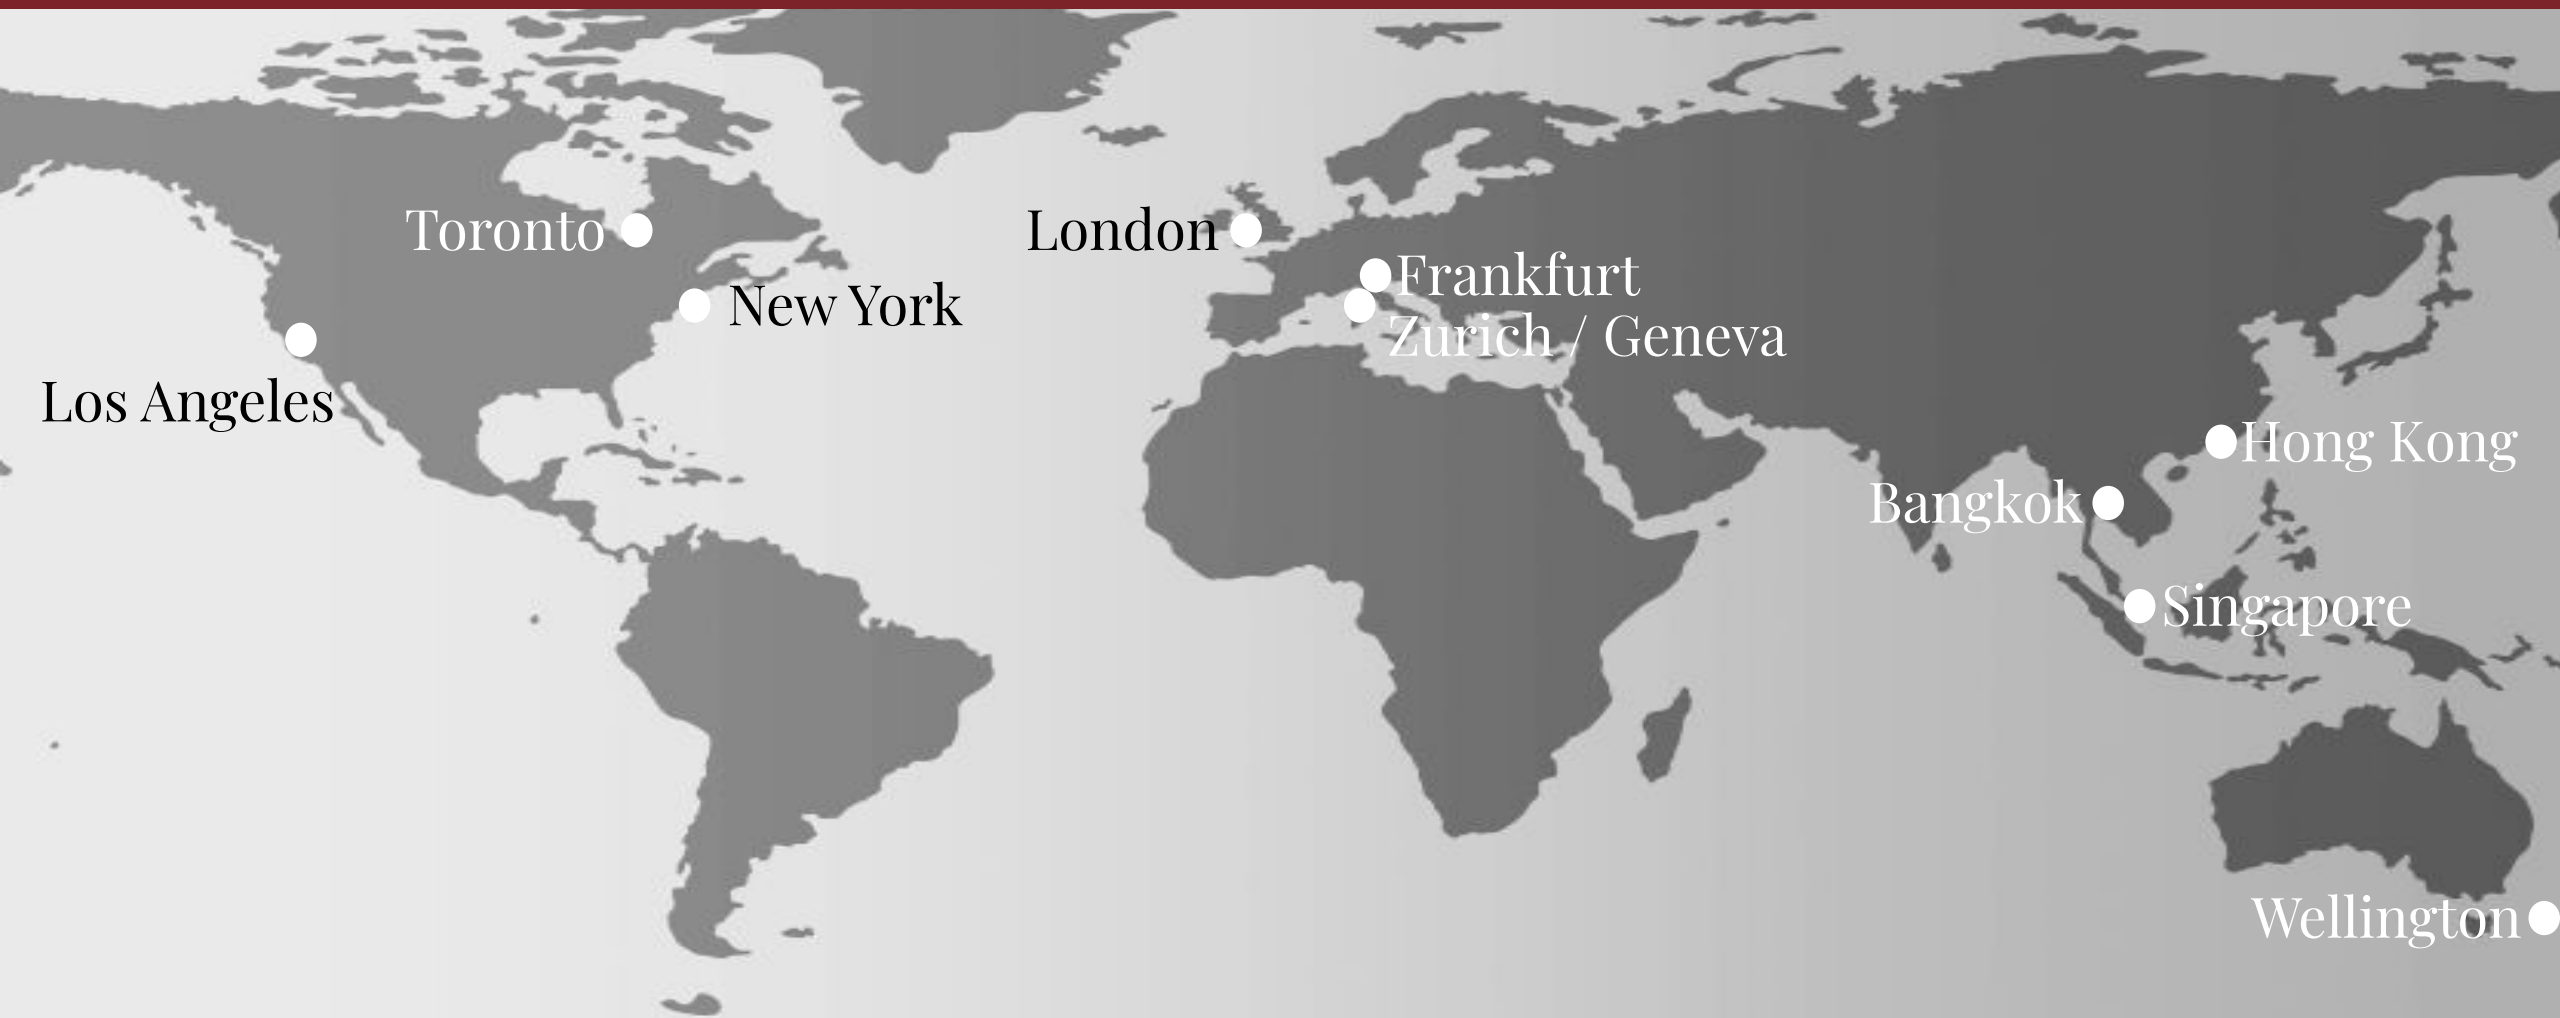 Toronto
London
Frankfurt
New York
Zurich / Geneva
Los Angeles
Hong Kong
Bangkok
Singapore
Wellington